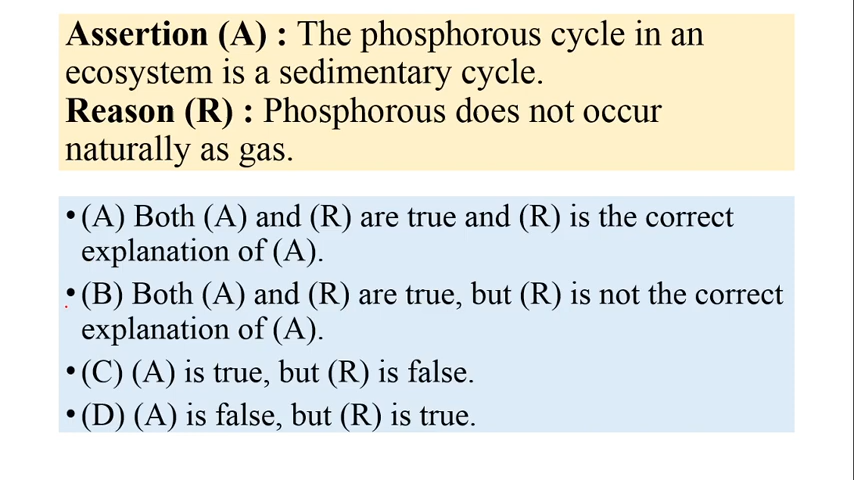 Assertion (A) : The phosphorous cycle in an
ecosystem is a sedimentary cycle.
Reason (R) : Phosphorous does not occur
naturally as gas.
•(A) Both (A) and (R) are true and (R) is the correct
explanation of (A).
•(B) Both (A) and (R) are true, but (R) is not the correct
explanation of (A).
•(C) (A) is true, but (R) is false.
•(D) (A) is false, but (R) is true.